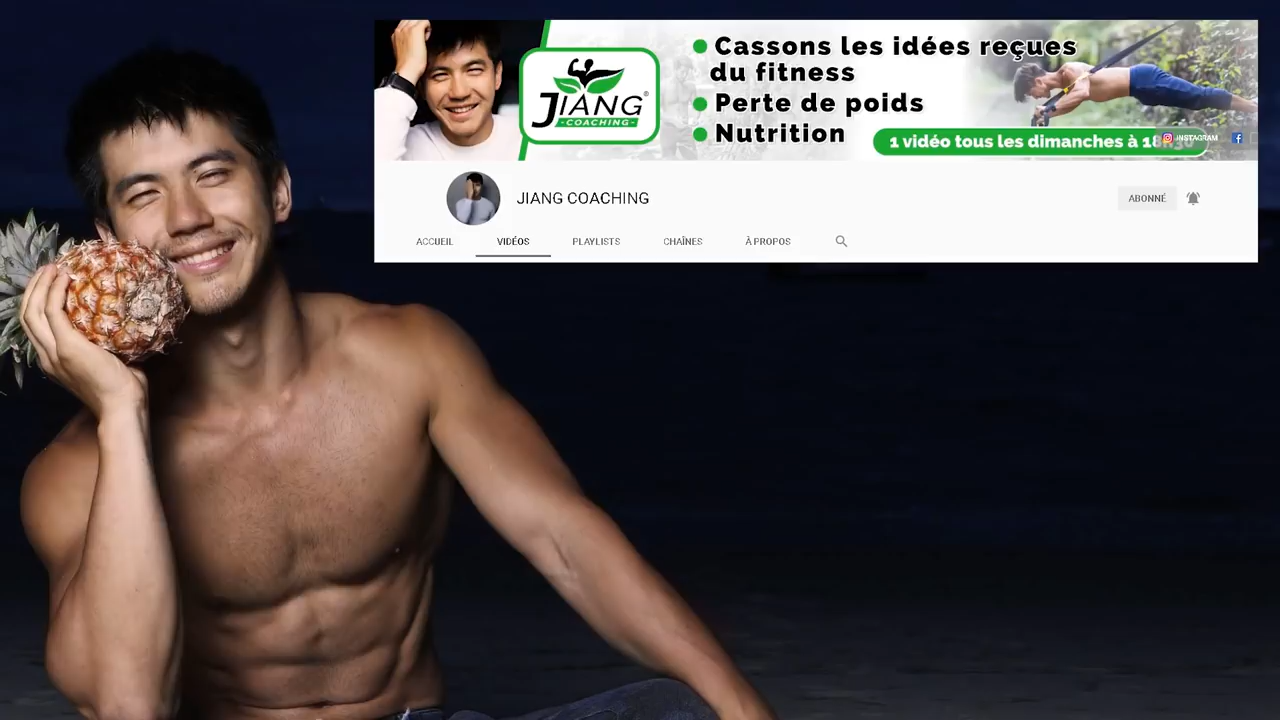 Cassons les idées reçues
du fitness
Perte de poids
Nutrition
JIANG®
-COACHING-
1 vidéo tous les dimanches à 18h30
INSTAGRAM
JIANG COACHING
ABONNÉ
ACCUEIL VIDÉOS PLAYLISTS CHAÎNES À PROPOS